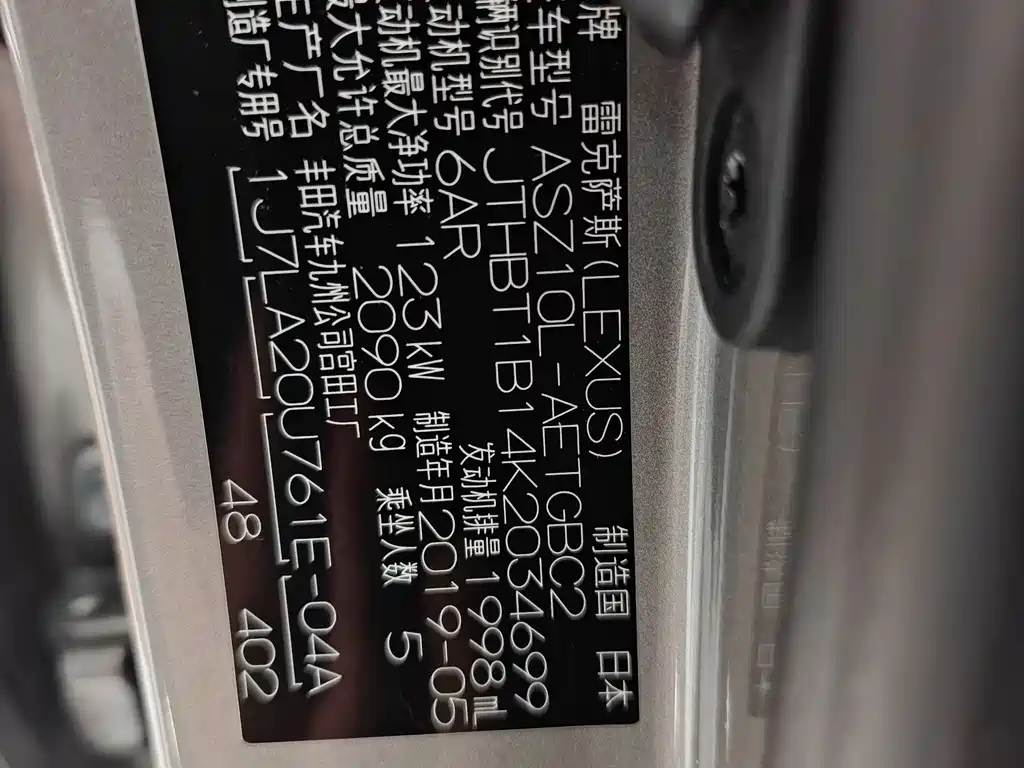 牌 雷克萨斯(LEXUS) 制造国 日本
车型号 ASZ10L-AETGBC2
辆识别代号 JTHBT1B14K2034699
动机型号 6AR 发动机排量 1998mL
动机最大净功率 123kW 制造年月 2019-05
最大允许总质量 2090kg 乘坐人数 5
生产厂名 丰田汽车九州公司宫田工厂
制造厂专用号 1J7LA20U761E-04A
48 402